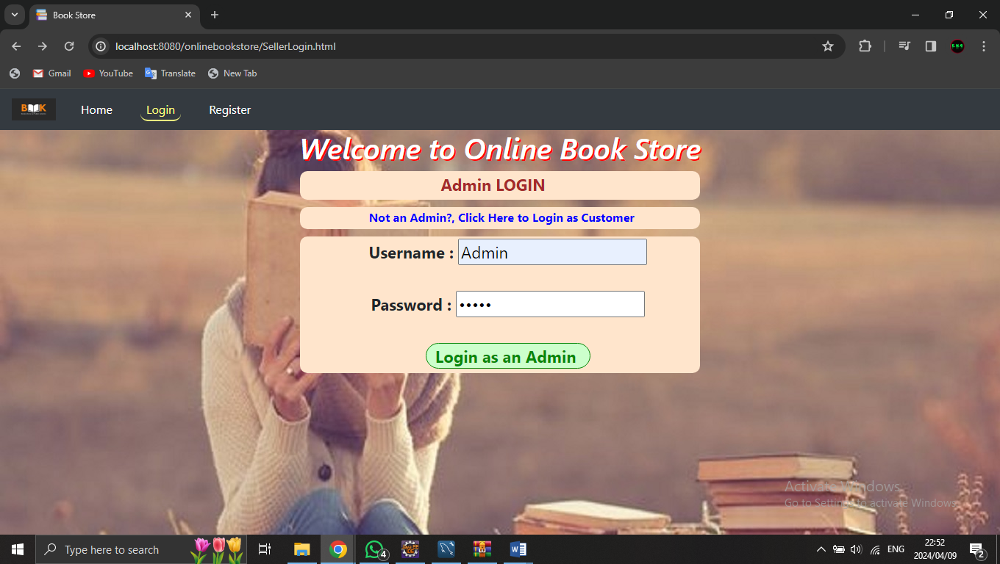 Book Store
localhost:8080/onlinebookstore/SellerLogin.html
Gmail YouTube Translate New Tab
BOOK Home Login Register
Welcome to Online Book Store
Admin LOGIN
Not an Admin?, Click Here to Login as Customer
Username : Admin
Password : •••••
Login as an Admin
Activate Windows
Go to Settings to activate Windows.
Type here to search
4
ENG
22:52
2024/04/09
2